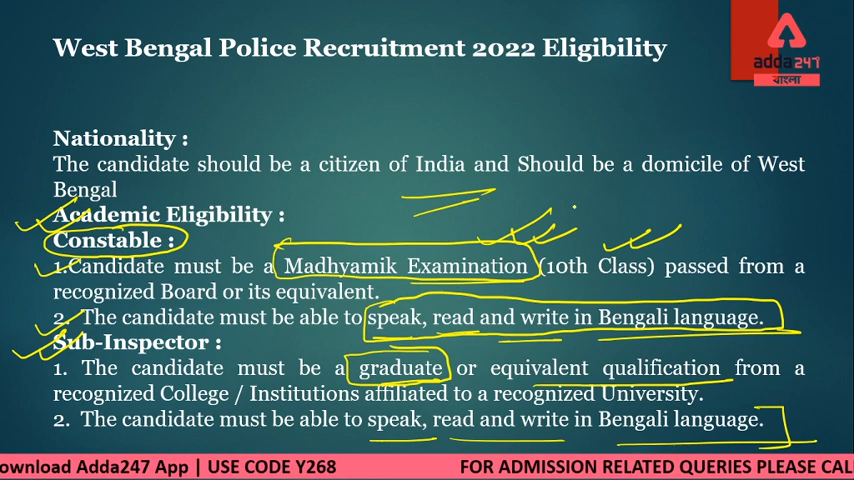 West Bengal Police Recruitment 2022 Eligibility
adda247
বাংলা
Nationality :
The candidate should be a citizen of India and Should be a domicile of West
Bengal
Academic Eligibility :
Constable :
1.Candidate must be a Madhyamik Examination (10th Class) passed from a
recognized Board or its equivalent.
2. The candidate must be able to speak, read and write in Bengali language.
Sub-Inspector :
1. The candidate must be a graduate or equivalent qualification from a
recognized College / Institutions affiliated to a recognized University.
2. The candidate must be able to speak, read and write in Bengali language.
ownload Adda247 App | USE CODE Y268 FOR ADMISSION RELATED QUERIES PLEASE CAL